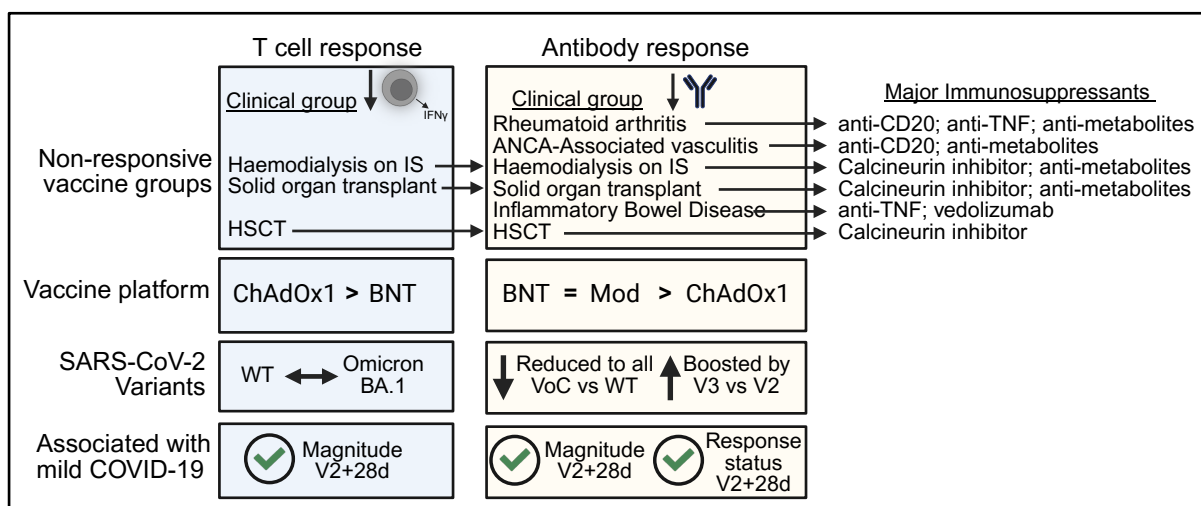 T cell response
Antibody response
Major Immunosuppressants
Non-responsive
vaccine groups
Clinical group
IFNγ
Haemodialysis on IS
Solid organ transplant
HSCT
Clinical group
Rheumatoid arthritis
ANCA-Associated vasculitis
Haemodialysis on IS
Solid organ transplant
Inflammatory Bowel Disease
HSCT
anti-CD20; anti-TNF; anti-metabolites
anti-CD20; anti-metabolites
Calcineurin inhibitor; anti-metabolites
Calcineurin inhibitor; anti-metabolites
anti-TNF; vedolizumab
Calcineurin inhibitor
Vaccine platform
ChAdOx1 > BNT
BNT = Mod > ChAdOx1
SARS-CoV-2
Variants
WT
Omicron
BA.1
Reduced to all
VoC vs WT
Boosted by
V3 vs V2
Associated with
mild COVID-19
Magnitude
V2+28d
Magnitude
V2+28d
Response
status
V2+28d